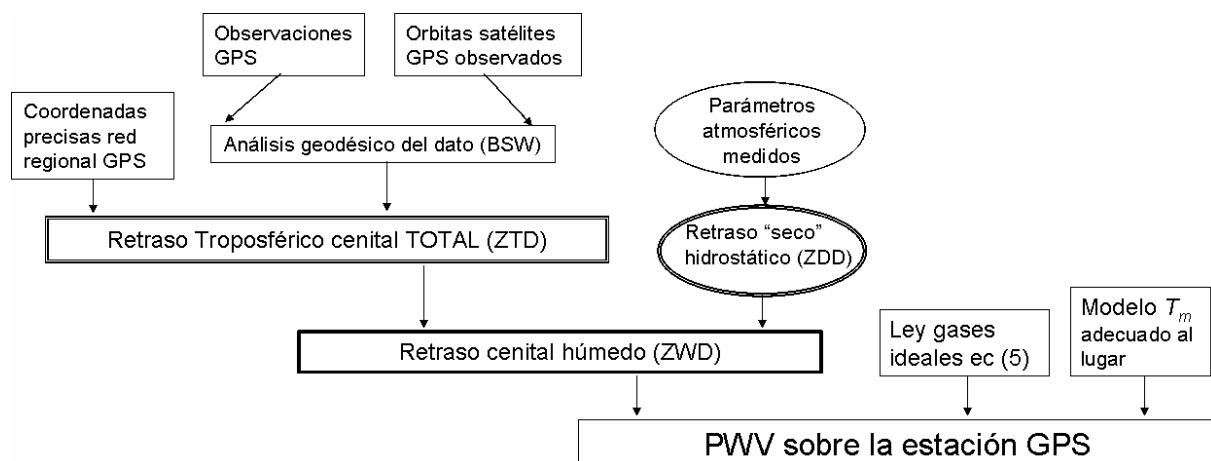 Observaciones
GPS
Orbitas satélites
GPS observados
Coordenadas
precisas red
regional GPS
Análisis geodésico del dato (BSW)
Parámetros
atmosféricos
medidos
Retraso Troposférico cenital TOTAL (ZTD)
Retraso “seco”
hidrostático (ZDD)
Retraso cenital húmedo (ZWD)
Ley gases
ideales ec (5)
Modelo Tm
adecuado al
lugar
PWV sobre la estación GPS